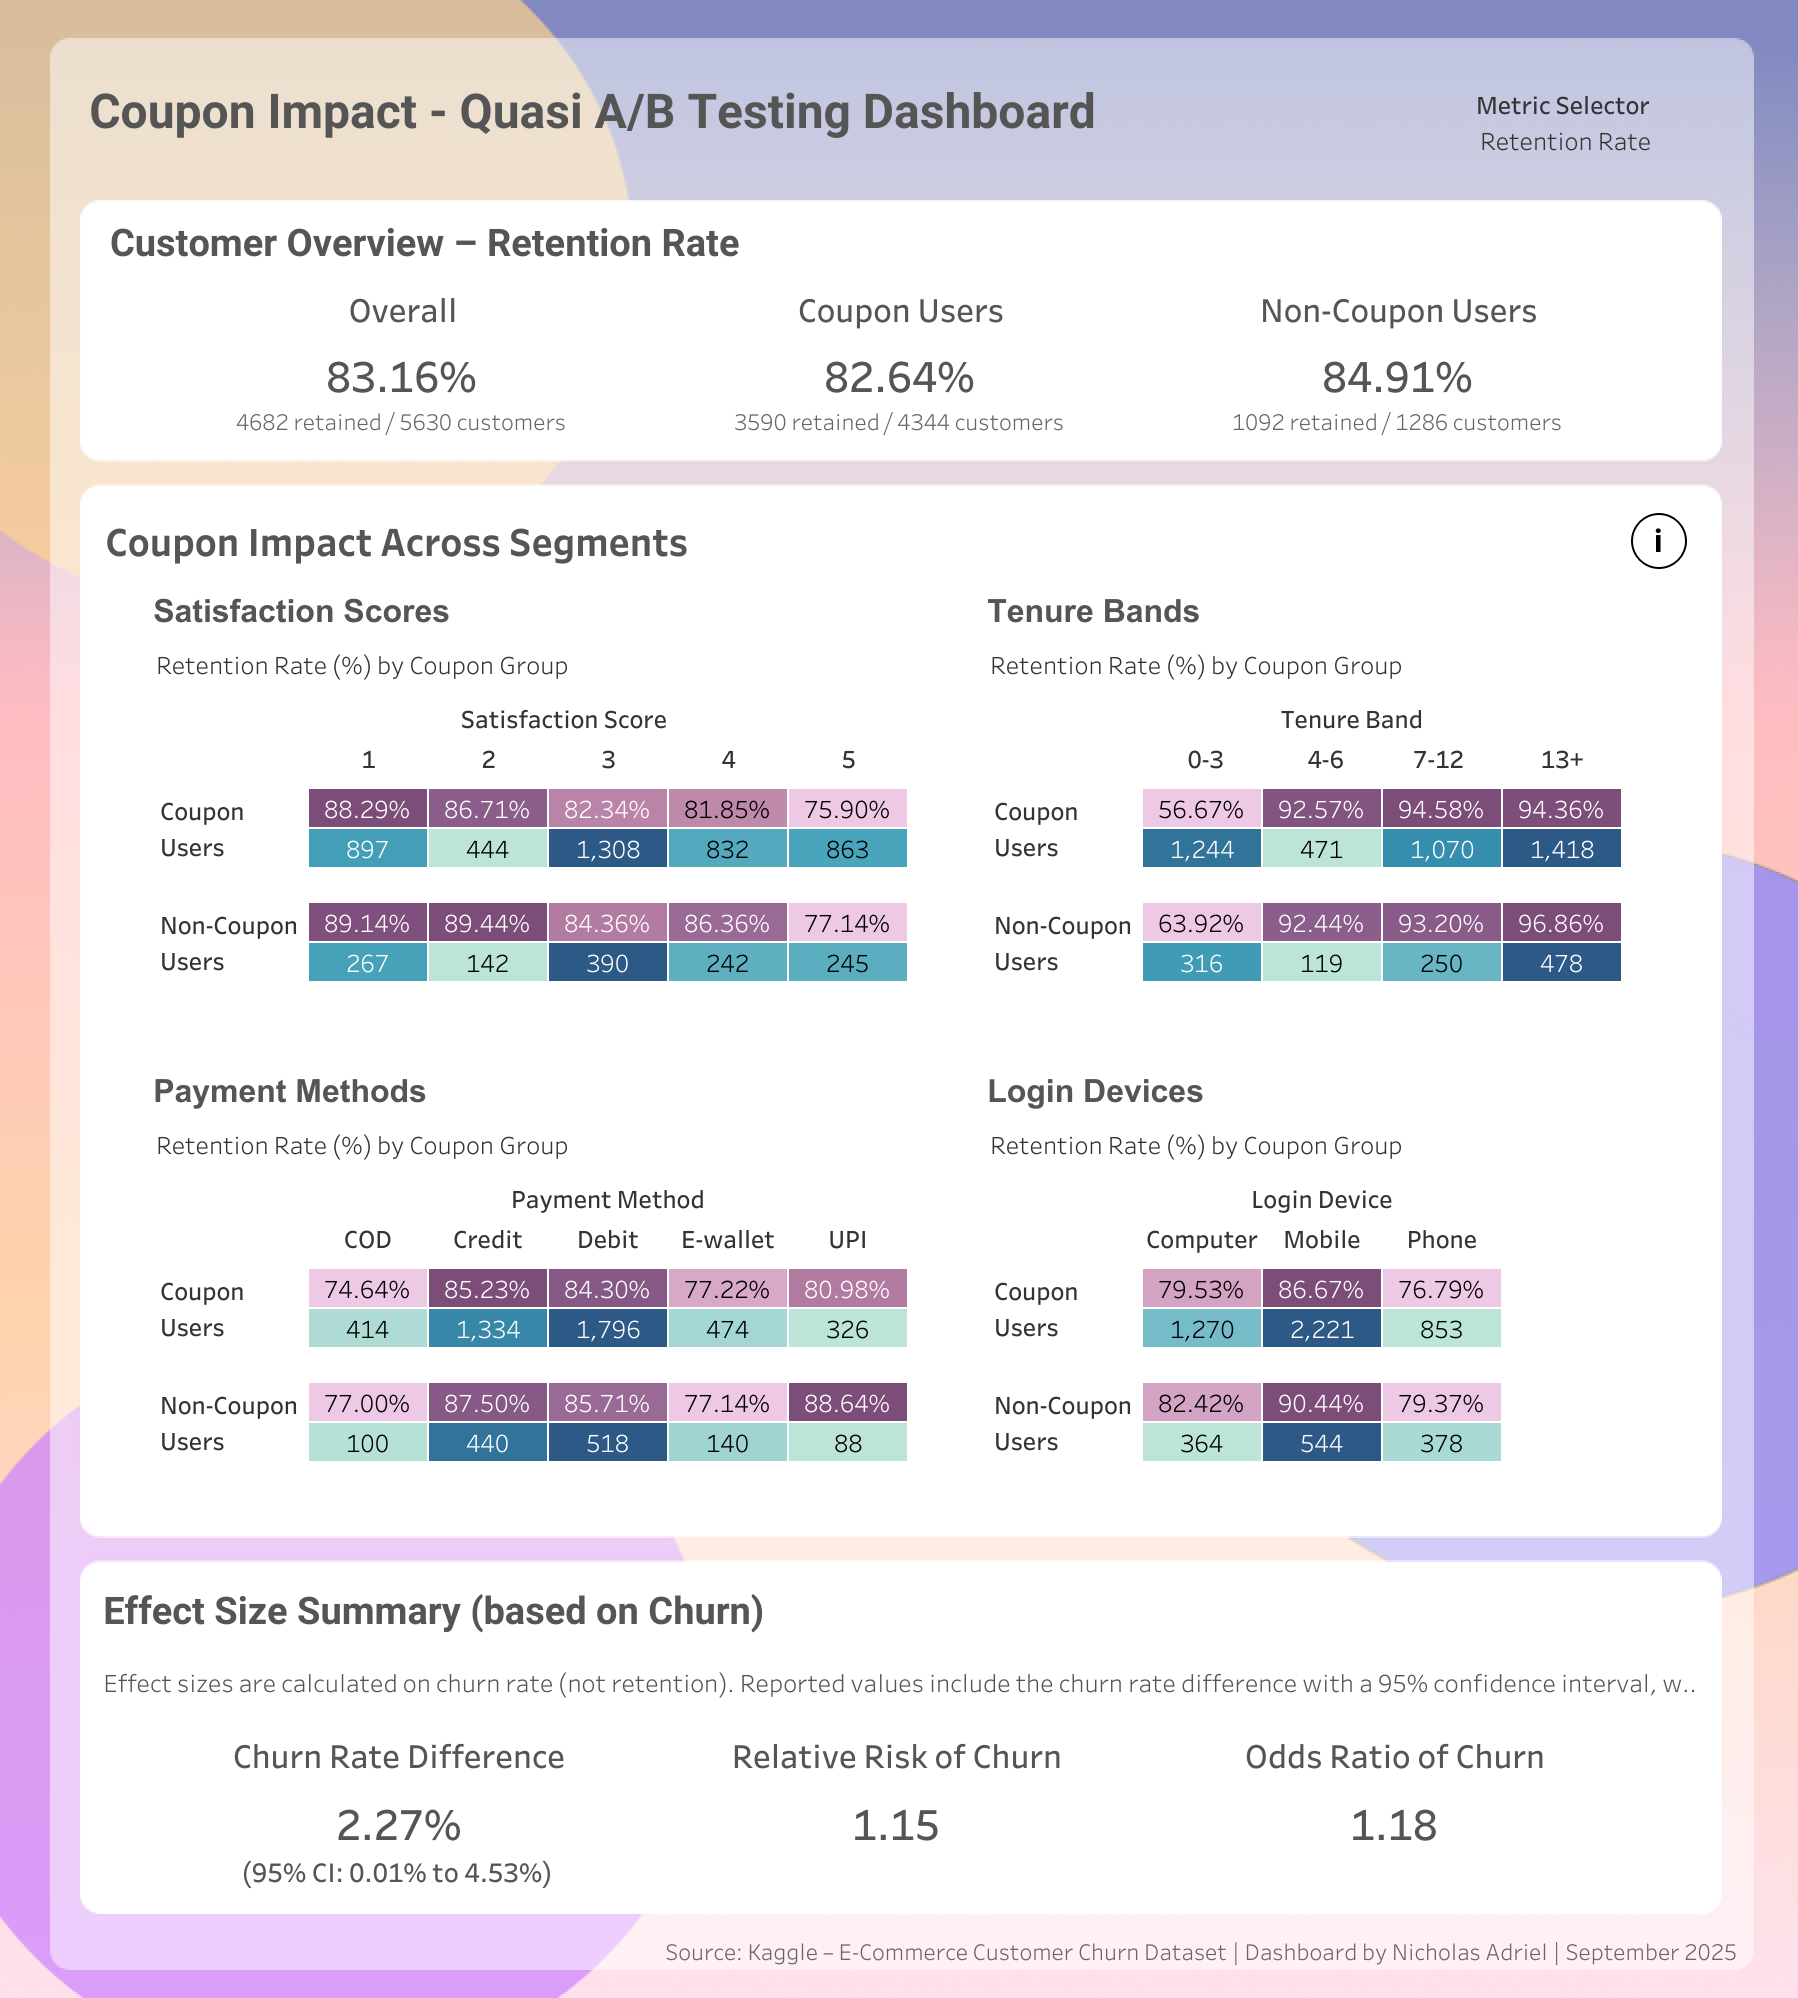 Coupon Impact - Quasi A/B Testing Dashboard
Metric Selector
Retention Rate
Customer Overview – Retention Rate
Overall Coupon Users Non-Coupon Users
83.16% 82.64% 84.91%
4682 retained / 5630 customers 3590 retained / 4344 customers 1092 retained / 1286 customers
Coupon Impact Across Segments
i
Satisfaction Scores
Retention Rate (%) by Coupon Group
Satisfaction Score
1 2 3 4 5
Coupon Users
88.29% 86.71% 82.34% 81.85% 75.90%
897 444 1,308 832 863
Non-Coupon Users
89.14% 89.44% 84.36% 86.36% 77.14%
267 142 390 242 245
Tenure Bands
Retention Rate (%) by Coupon Group
Tenure Band
0-3 4-6 7-12 13+
Coupon Users
56.67% 92.57% 94.58% 94.36%
1,244 471 1,070 1,418
Non-Coupon Users
63.92% 92.44% 93.20% 96.86%
316 119 250 478
Payment Methods
Retention Rate (%) by Coupon Group
Payment Method
COD Credit Debit E-wallet UPI
Coupon Users
74.64% 85.23% 84.30% 77.22% 80.98%
414 1,334 1,796 474 326
Non-Coupon Users
77.00% 87.50% 85.71% 77.14% 88.64%
100 440 518 140 88
Login Devices
Retention Rate (%) by Coupon Group
Login Device
Computer Mobile Phone
Coupon Users
79.53% 86.67% 76.79%
1,270 2,221 853
Non-Coupon Users
82.42% 90.44% 79.37%
364 544 378
Effect Size Summary (based on Churn)
Effect sizes are calculated on churn rate (not retention). Reported values include the churn rate difference with a 95% confidence interval, w..
Churn Rate Difference Relative Risk of Churn Odds Ratio of Churn
2.27% 1.15 1.18
(95% CI: 0.01% to 4.53%)
Source: Kaggle – E-Commerce Customer Churn Dataset | Dashboard by Nicholas Adriel | September 2025